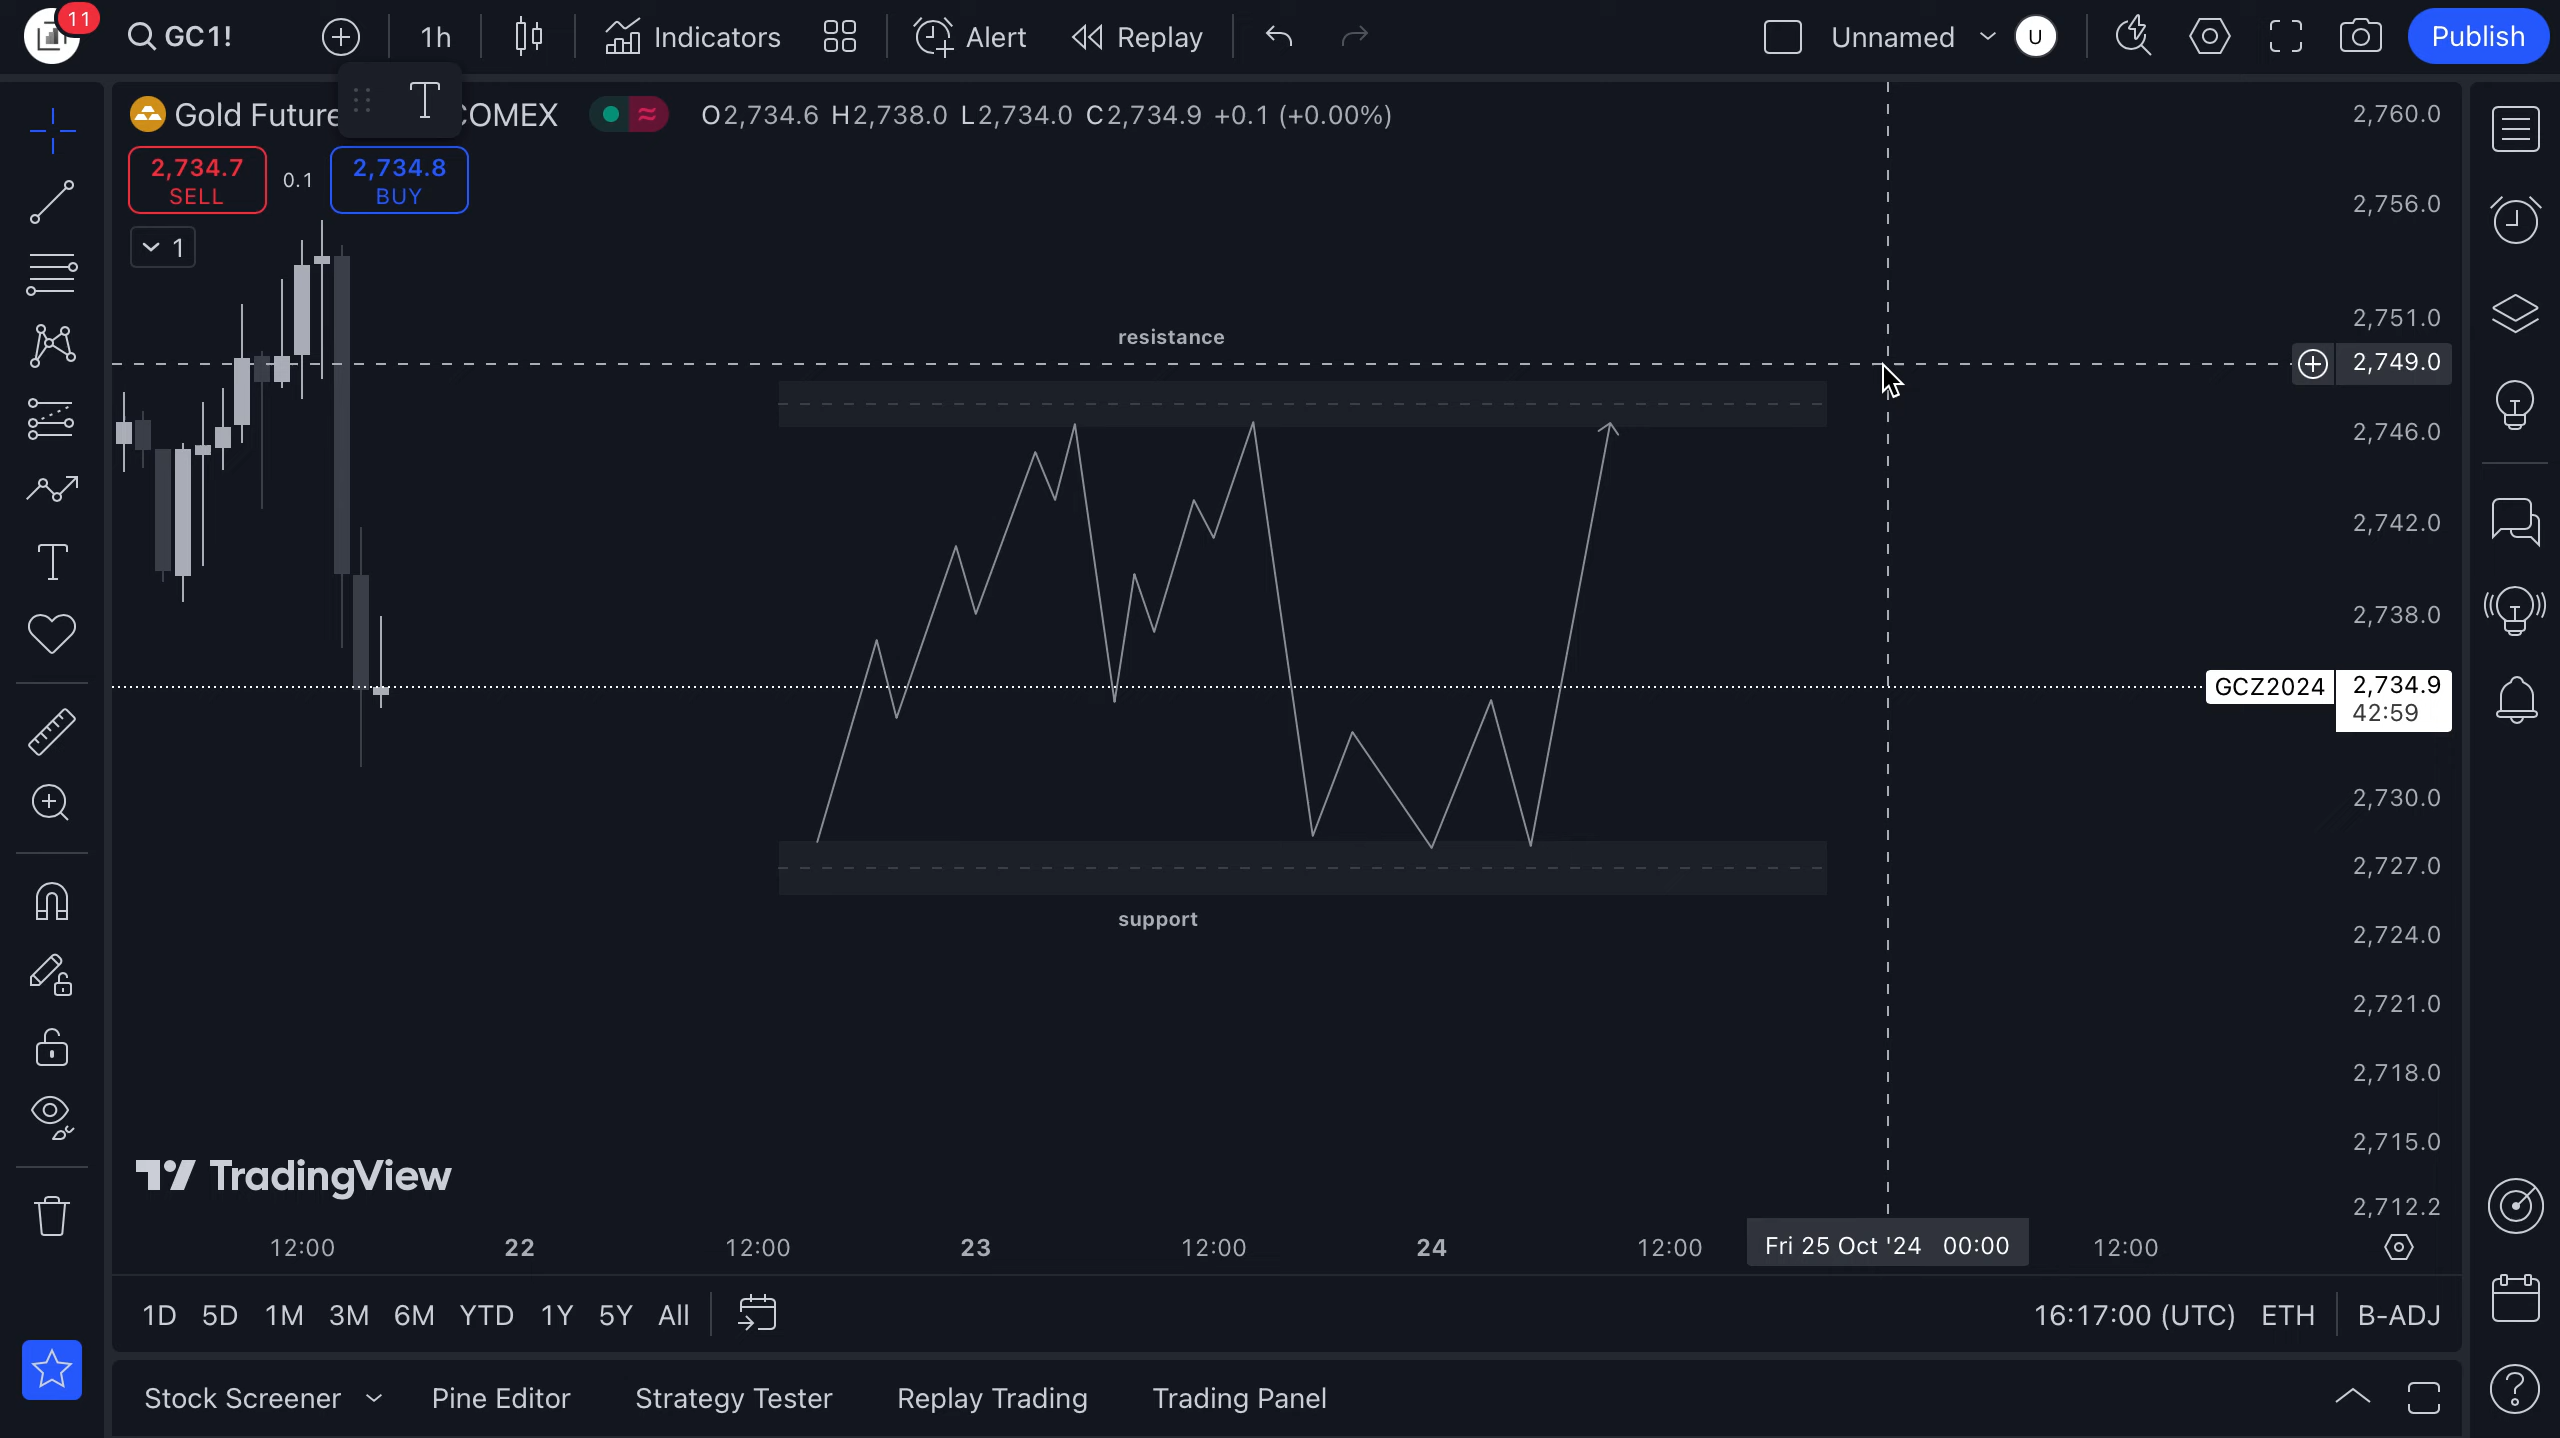 11
GC1!
1h
Indicators
Alert
Replay
Unnamed
U
Publish
Gold Future
COMEX
O2,734.6 H2,738.0 L2,734.0 C2,734.9 +0.1 (+0.00%)
2,734.7
SELL
0.1
2,734.8
BUY
1
2,760.0
2,756.0
2,751.0
2,749.0
2,746.0
2,742.0
2,738.0
GCZ2024
2,734.9
42:59
2,730.0
2,727.0
2,724.0
2,721.0
2,718.0
2,715.0
2,712.2
resistance
support
TradingView
12:00 22 12:00 23 12:00 24 12:00 Fri 25 Oct '24 00:00 12:00
1D 5D 1M 3M 6M YTD 1Y 5Y All
16:17:00 (UTC) ETH B-ADJ
Stock Screener Pine Editor Strategy Tester Replay Trading Trading Panel